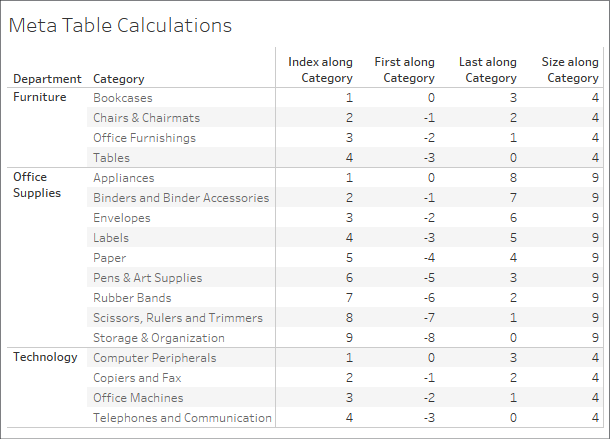 Meta Table Calculations
Index along First along Last along Size along
Department Category Category Category Category Category
Furniture Bookcases 1 0 3 4
Chairs & Chairmats 2 -1 2 4
Office Furnishings 3 -2 1 4
Tables 4 -3 0 4
Office Appliances 1 0 8 9
Supplies Binders and Binder Accessories 2 -1 7 9
Envelopes 3 -2 6 9
Labels 4 -3 5 9
Paper 5 -4 4 9
Pens & Art Supplies 6 -5 3 9
Rubber Bands 7 -6 2 9
Scissors, Rulers and Trimmers 8 -7 1 9
Storage & Organization 9 -8 0 9
Technology Computer Peripherals 1 0 3 4
Copiers and Fax 2 -1 2 4
Office Machines 3 -2 1 4
Telephones and Communication 4 -3 0 4